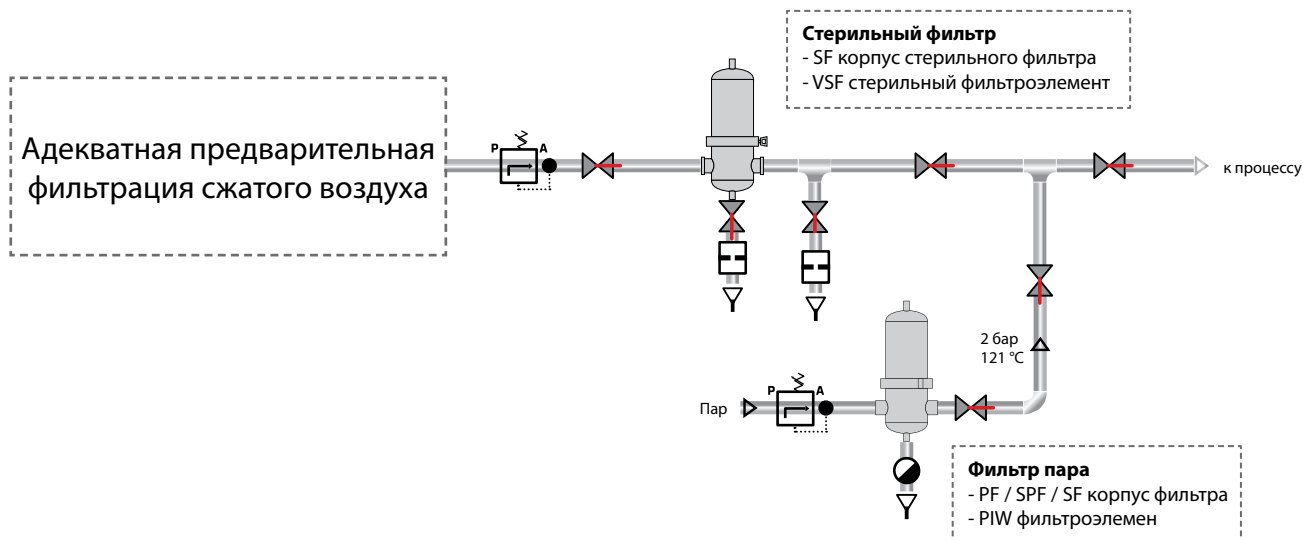 Стерильный фильтр
- SF корпус стерильного фильтра
- VSF стерильный фильтроэлемент
Адекватная предварительная
фильтрация сжатого воздуха
P A
к процессу
2 бар
121 °C
P A
Пар
Фильтр пара
- PF / SPF / SF корпус фильтра
- PIW фильтроэлемен